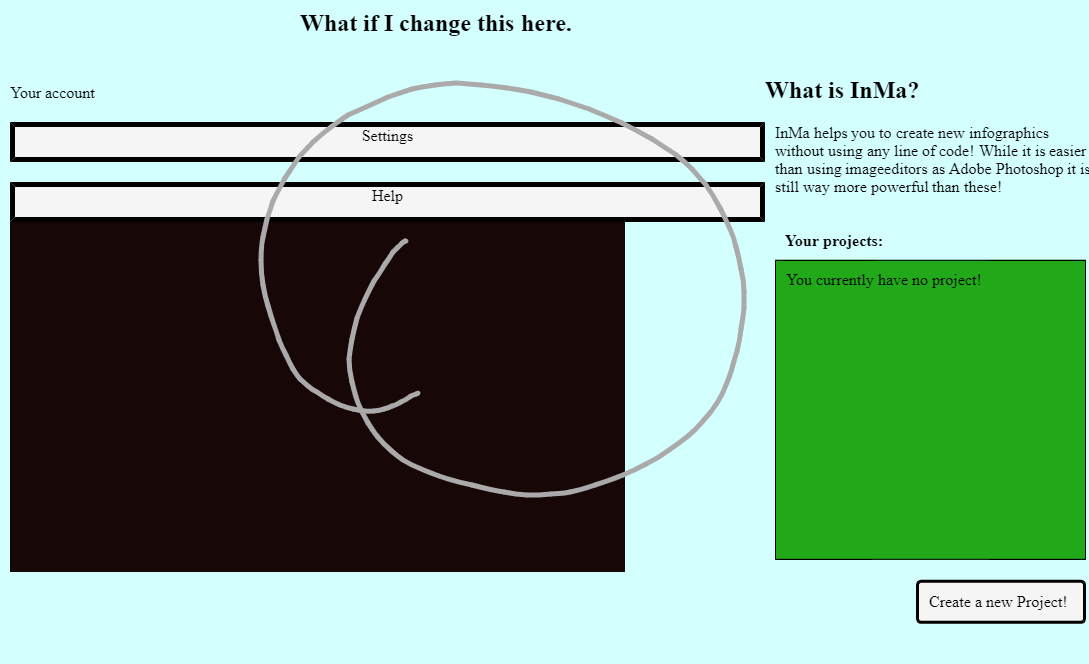 What if I change this here.
Your account
Settings
Help
What is InMa?
InMa helps you to create new infographics
without using any line of code! While it is easier
than using imageeditors as Adobe Photoshop it is
still way more powerful than these!
Your projects:
You currently have no project!
Create a new Project!